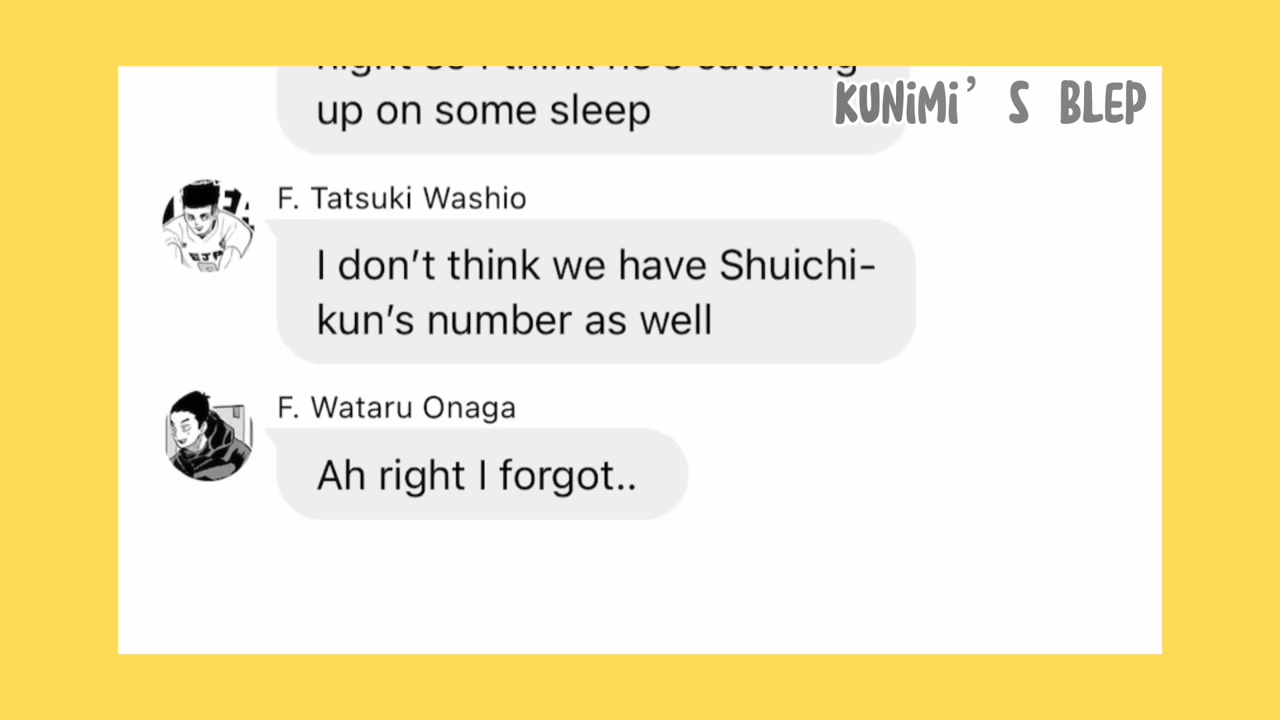 up on some sleep
KUNiMi’ S BLEP
F. Tatsuki Washio
I don’t think we have Shuichi-
kun’s number as well
F. Wataru Onaga
Ah right I forgot..